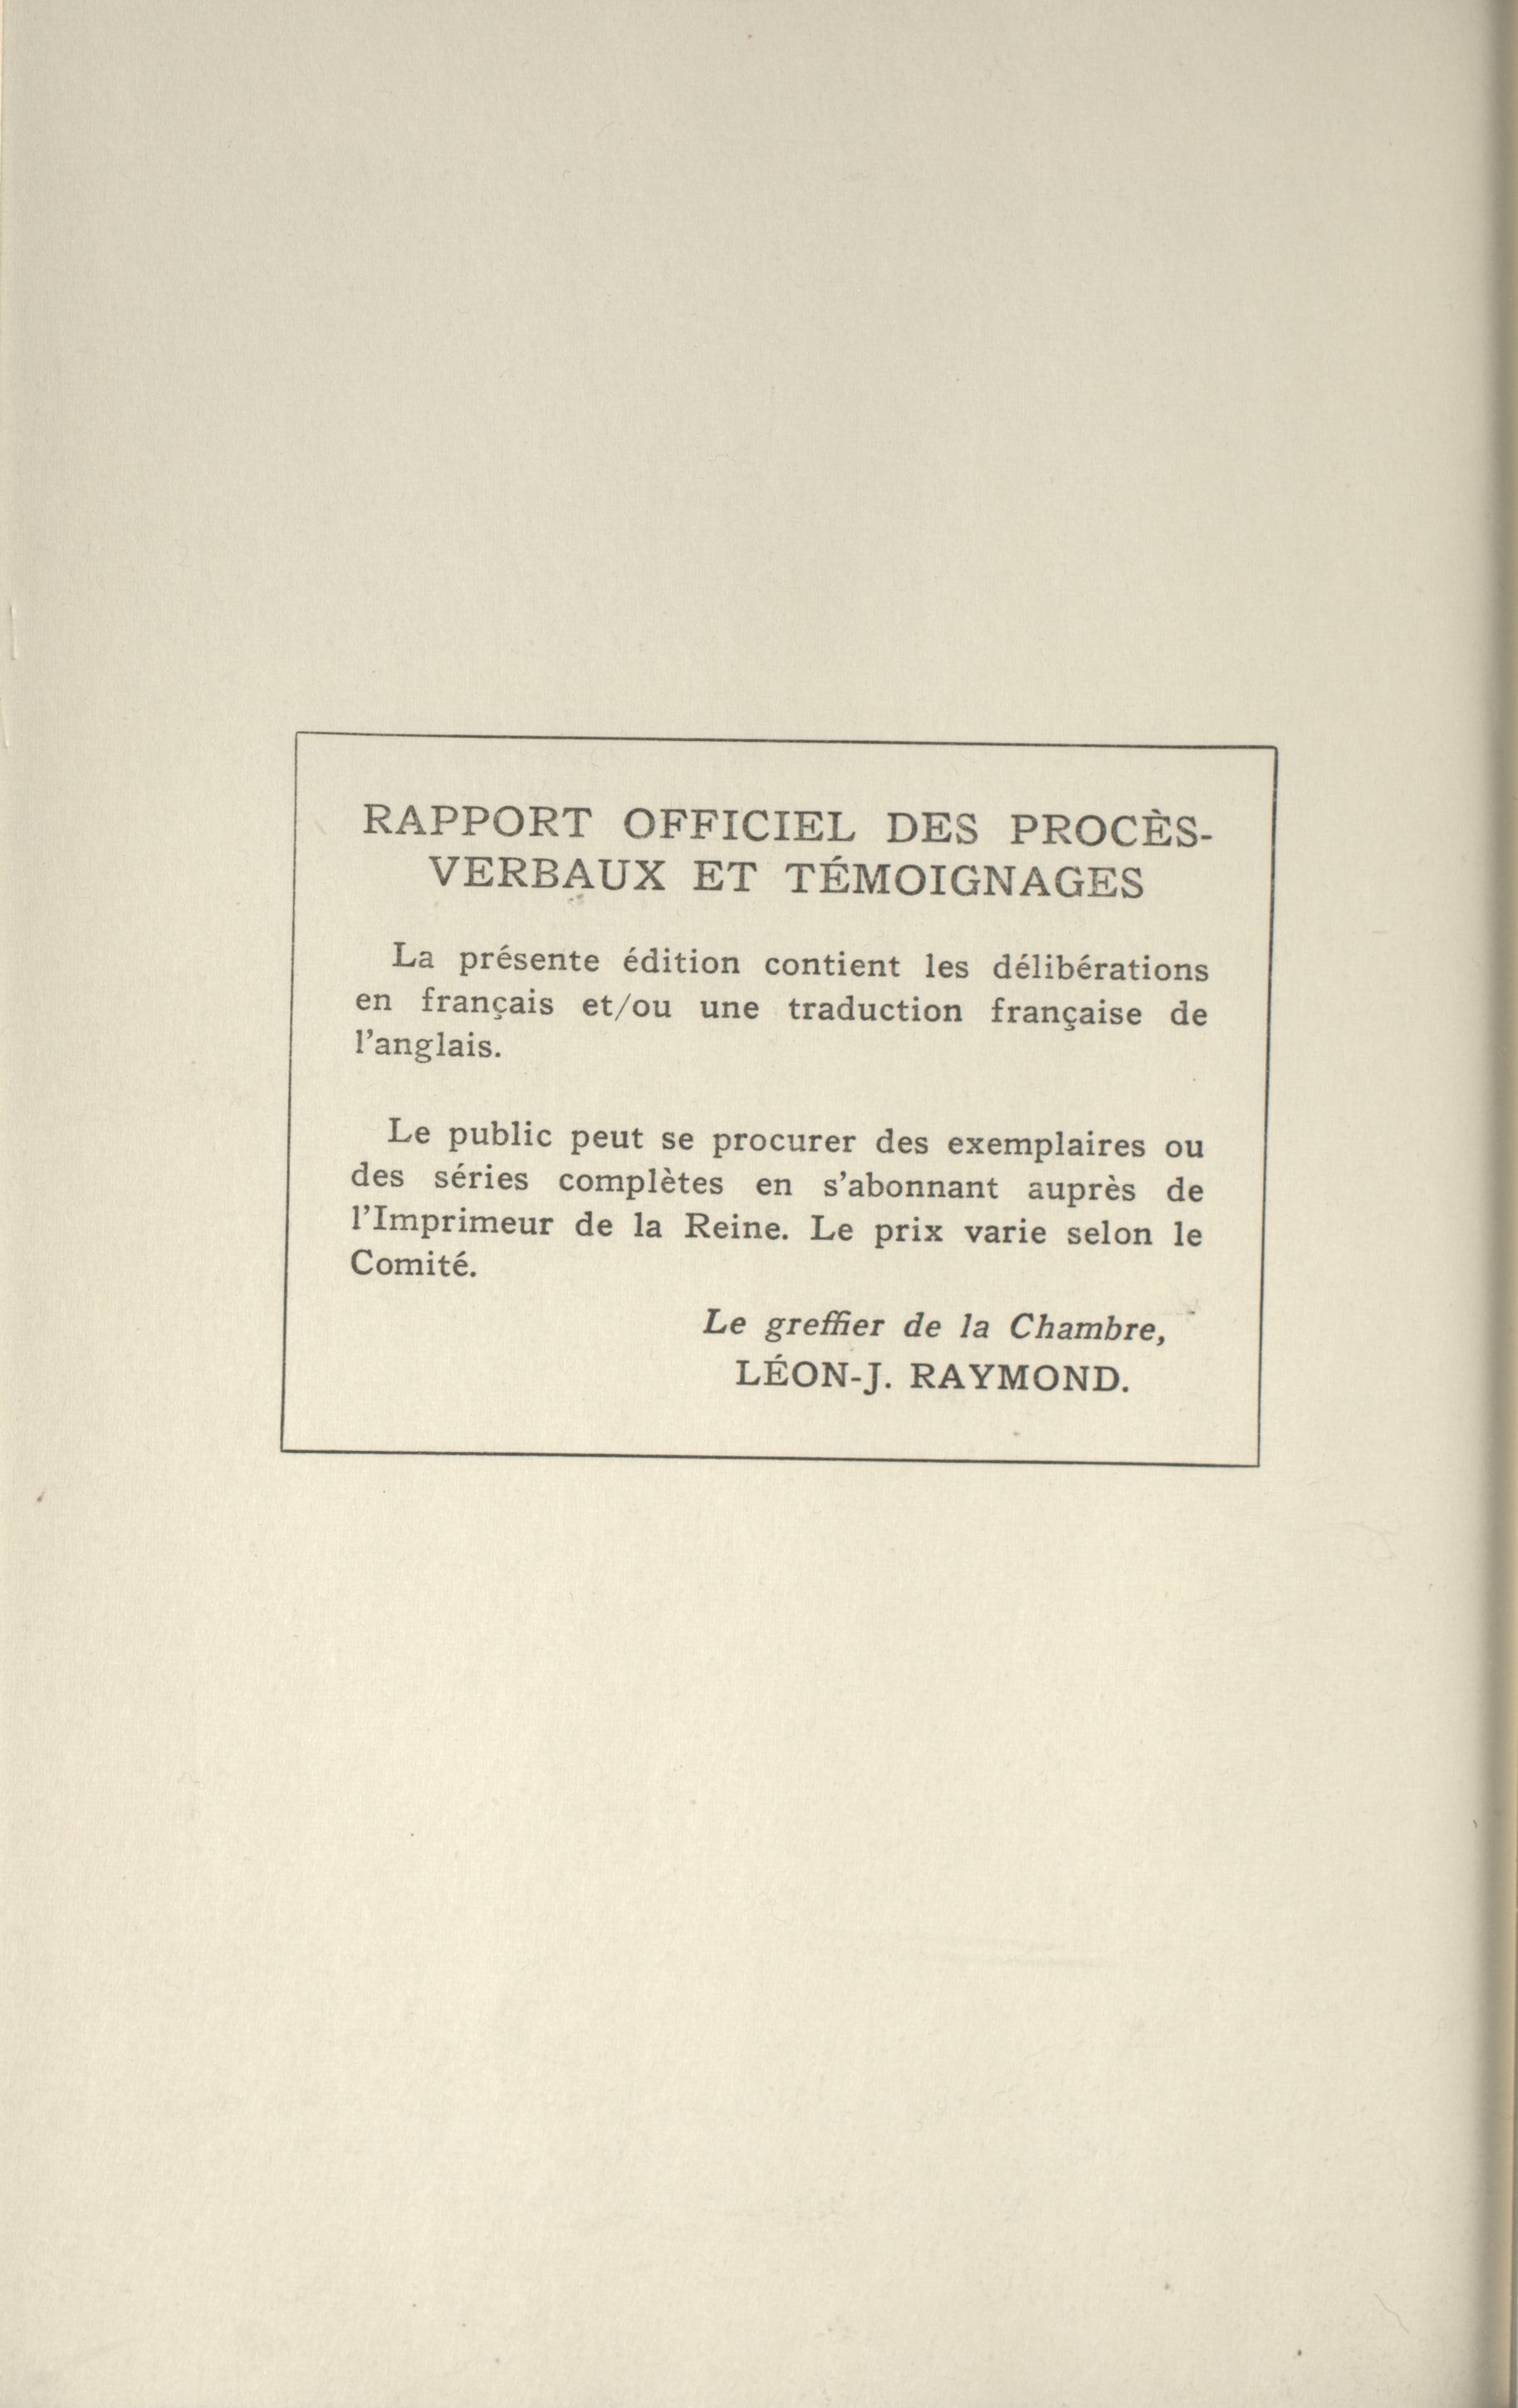 RAPPORT OFFICIEL DES PROCÈS-
VERBAUX ET TÉMOIGNAGES
La présente édition contient les délibérations
en français et/ou une traduction française de
l'anglais.
Le public peut se procurer des exemplaires ou
des séries complètes en s'abonnant auprès de
l'Imprimeur de la Reine. Le prix varie selon le
Comité.
Le greffier de la Chambre,
LÉON-J. RAYMOND.